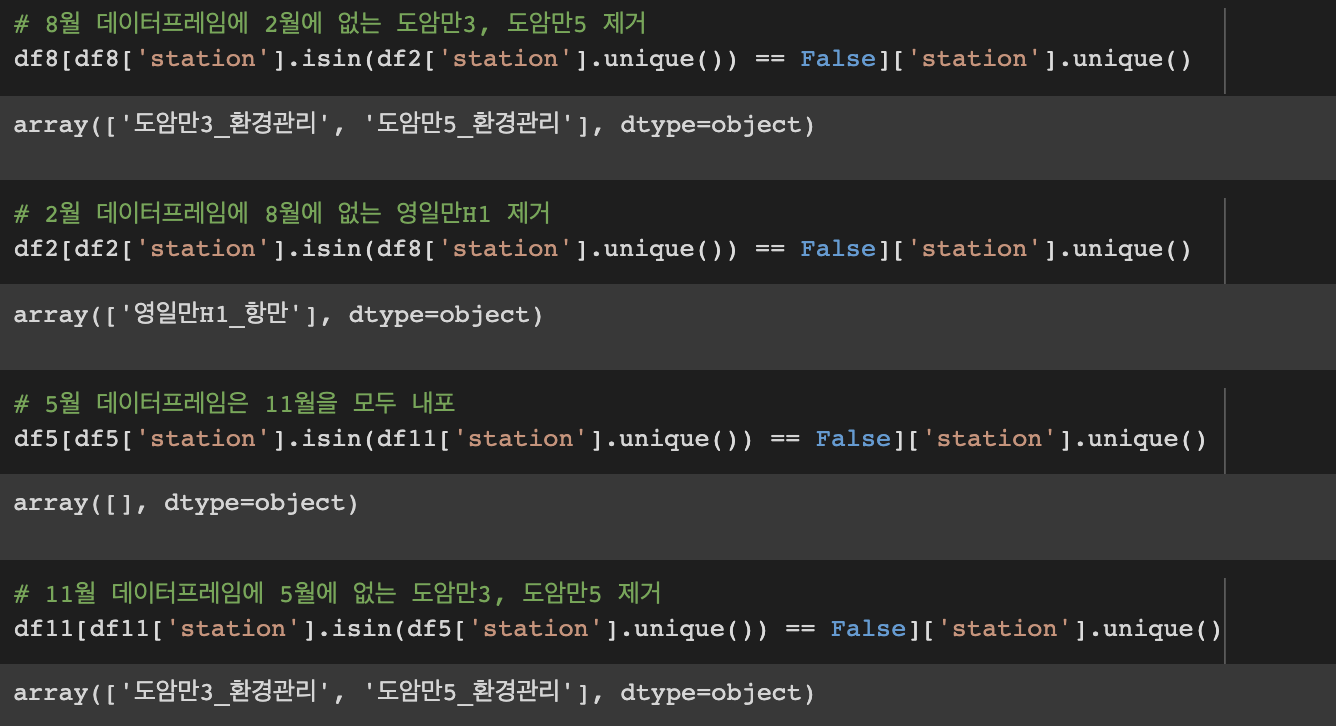 # 8월 데이터프레임에 2월에 없는 도암만3, 도암만5 제거
df8[df8['station'].isin(df2['station'].unique()) == False]['station'].unique()
array(['도암만3_환경관리', '도암만5_환경관리'], dtype=object)
# 2월 데이터프레임에 8월에 없는 영일만H1 제거
df2[df2['station'].isin(df8['station'].unique()) == False]['station'].unique()
array(['영일만H1_항만'], dtype=object)
# 5월 데이터프레임은 11월을 모두 내포
df5[df5['station'].isin(df11['station'].unique()) == False]['station'].unique()
array([], dtype=object)
# 11월 데이터프레임에 5월에 없는 도암만3, 도암만5 제거
df11[df11['station'].isin(df5['station'].unique()) == False]['station'].unique()
array(['도암만3_환경관리', '도암만5_환경관리'], dtype=object)